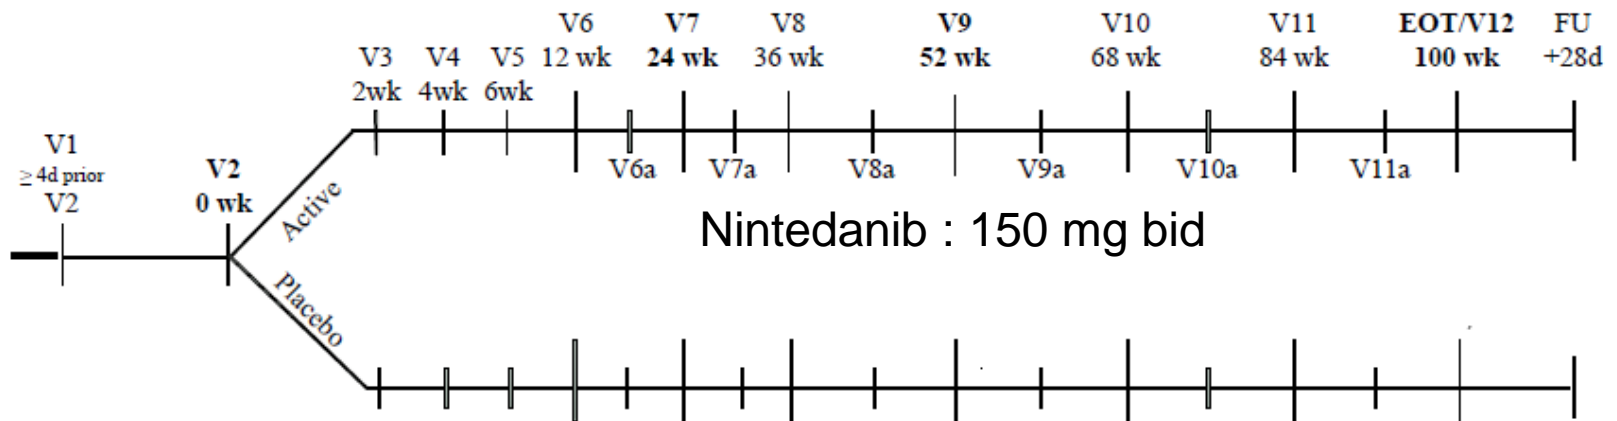 V1
≥ 4d prior
V2
V2
0 wk
Active
Placebo
V3
2wk
V4
4wk
V5
6wk
V6
12 wk
V7
24 wk
V8
36 wk
V9
52 wk
V10
68 wk
V11
84 wk
EOT/V12
100 wk
FU
+28d
V6a
V7a
V8a
V9a
V10a
V11a
Nintedanib : 150 mg bid